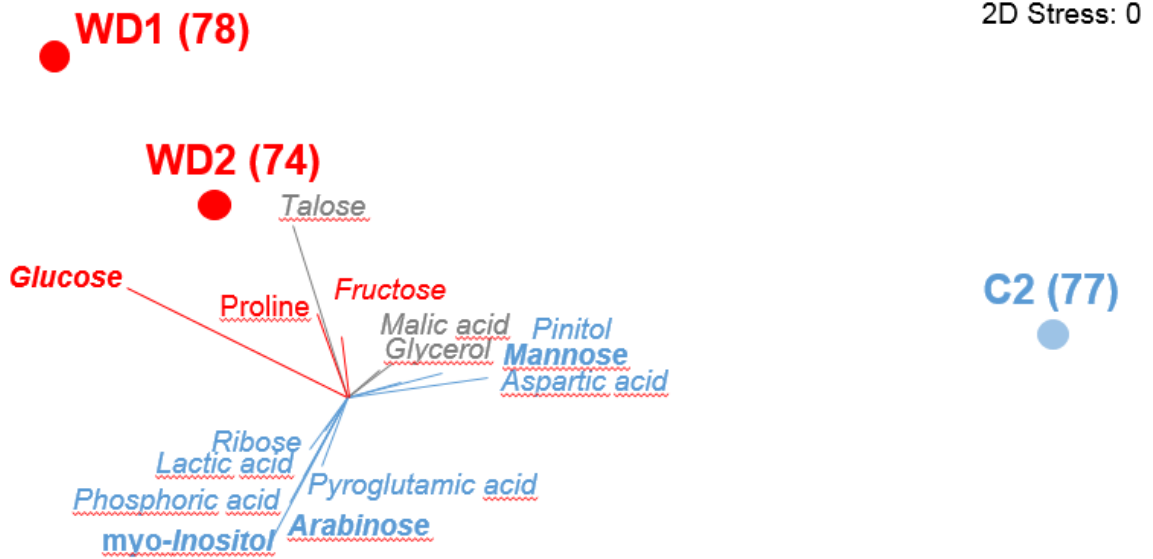 2D Stress: 0
WD1 (78)
WD2 (74)
Talose
Glucose
Fructose
Proline
C2 (77)
Malic acid
Pinitol
Glycerol
Mannose
Aspartic acid
Ribose
Lactic acid
Pyroglutamic acid
Phosphoric acid
Arabinose
myo-Inositol